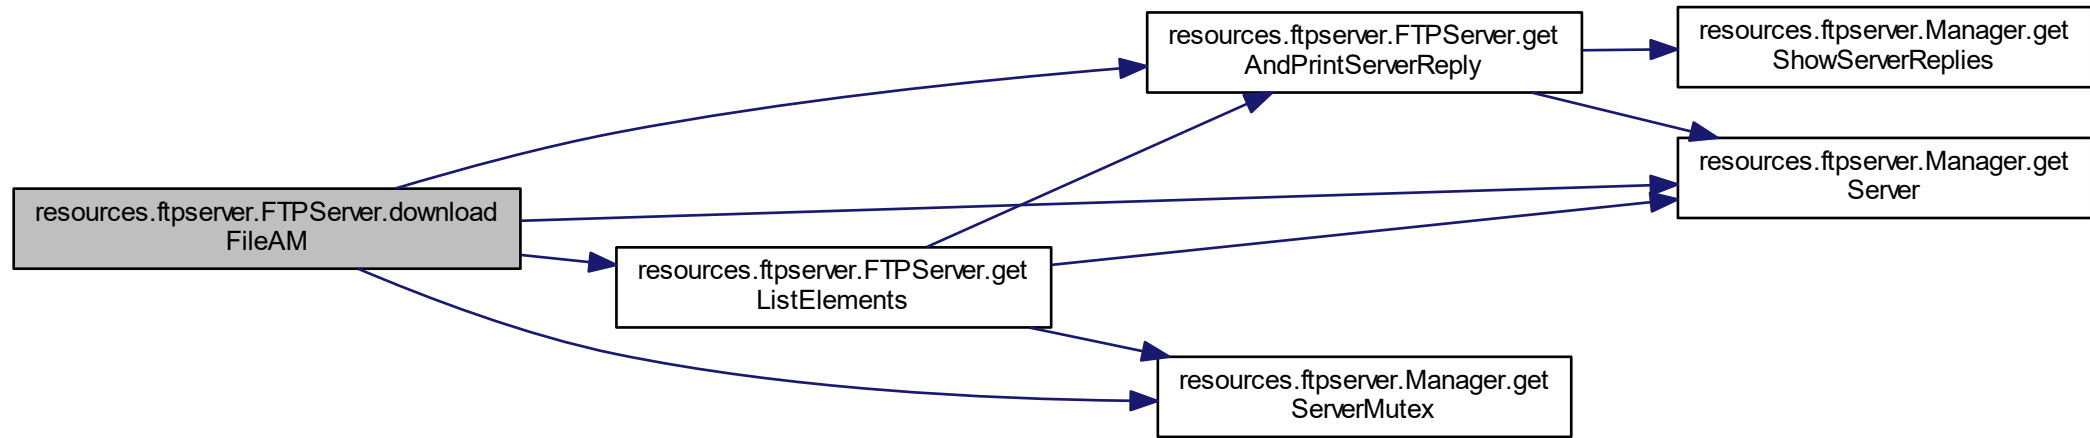 resources.ftpserver.FTPServer.download
FileAM
resources.ftpserver.FTPServer.get
ListElements
resources.ftpserver.FTPServer.get
AndPrintServerReply
resources.ftpserver.Manager.get
ServerMutex
resources.ftpserver.Manager.get
ShowServerReplies
resources.ftpserver.Manager.get
Server